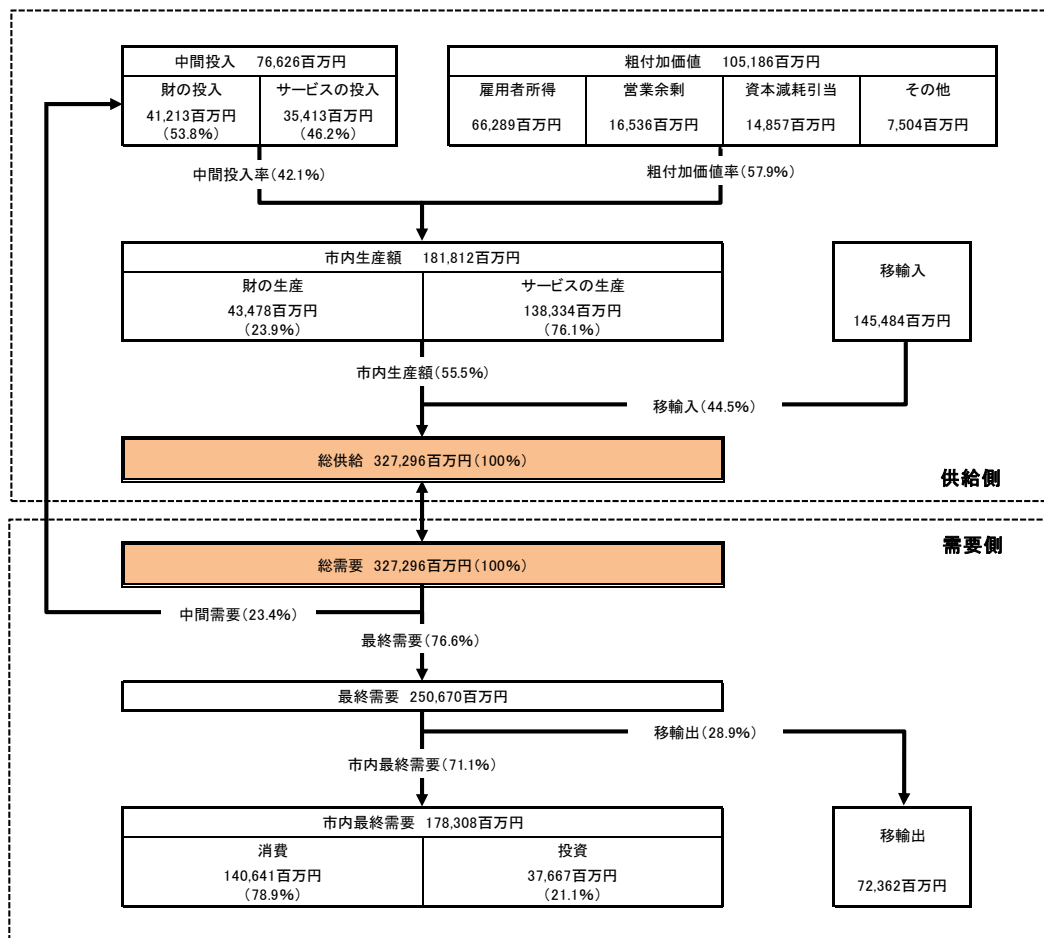 中間投入 76,626百万円
財の投入
41,213百万円
(53.8%)
サービスの投入
35,413百万円
(46.2%)
粗付加価値 105,186百万円
雇用者所得
66,289百万円
営業余剰
16,536百万円
資本減耗引当
14,857百万円
その他
7,504百万円
中間投入率(42.1%)
粗付加価値率(57.9%)
市内生産額 181,812百万円
財の生産
43,478百万円
(23.9%)
サービスの生産
138,334百万円
(76.1%)
移輸入
145,484百万円
市内生産額(55.5%)
移輸入(44.5%)
総供給 327,296百万円(100%)
供給側
需要側
総需要 327,296百万円(100%)
中間需要(23.4%)
最終需要(76.6%)
最終需要 250,670百万円
移輸出(28.9%)
市内最終需要(71.1%)
市内最終需要 178,308百万円
消費
140,641百万円
(78.9%)
投資
37,667百万円
(21.1%)
移輸出
72,362百万円